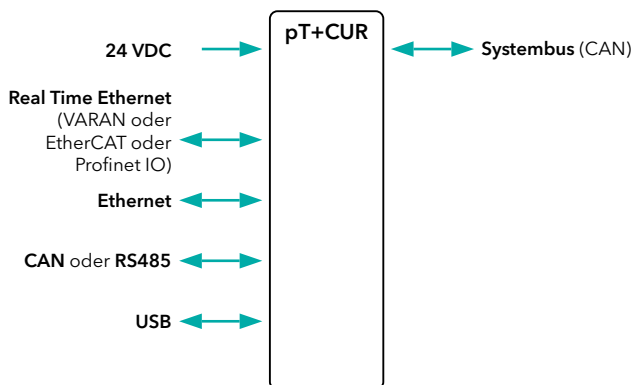 pT+CUR
24 VDC
Systembus (CAN)
Real Time Ethernet
(VARAN oder
EtherCAT oder
Profinet IO)
Ethernet
CAN oder RS485
USB